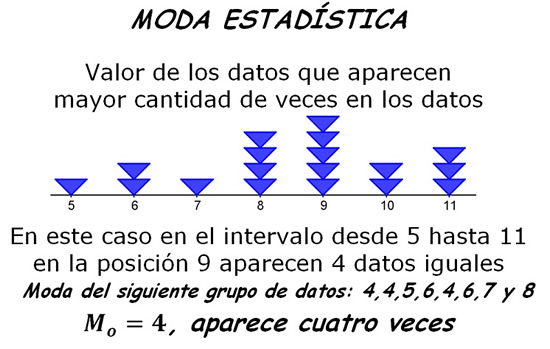 MODA ESTADÍSTICA
Valor de los datos que aparecen
mayor cantidad de veces en los datos
5 6 7 8 9 10 11
En este caso en el intervalo desde 5 hasta 11
en la posición 9 aparecen 4 datos iguales
Moda del siguiente grupo de datos: 4,4,5,6,4,6,7 y 8
Mₒ = 4, aparece cuatro veces